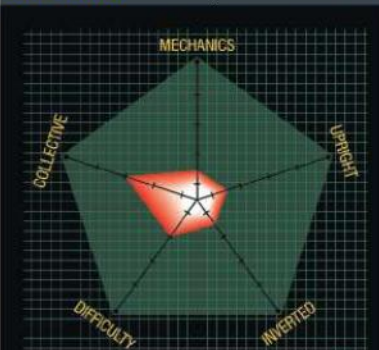 MECHANICS
COLLECTIVE
UPRIGHT
DIFFICULTY
INVERTED